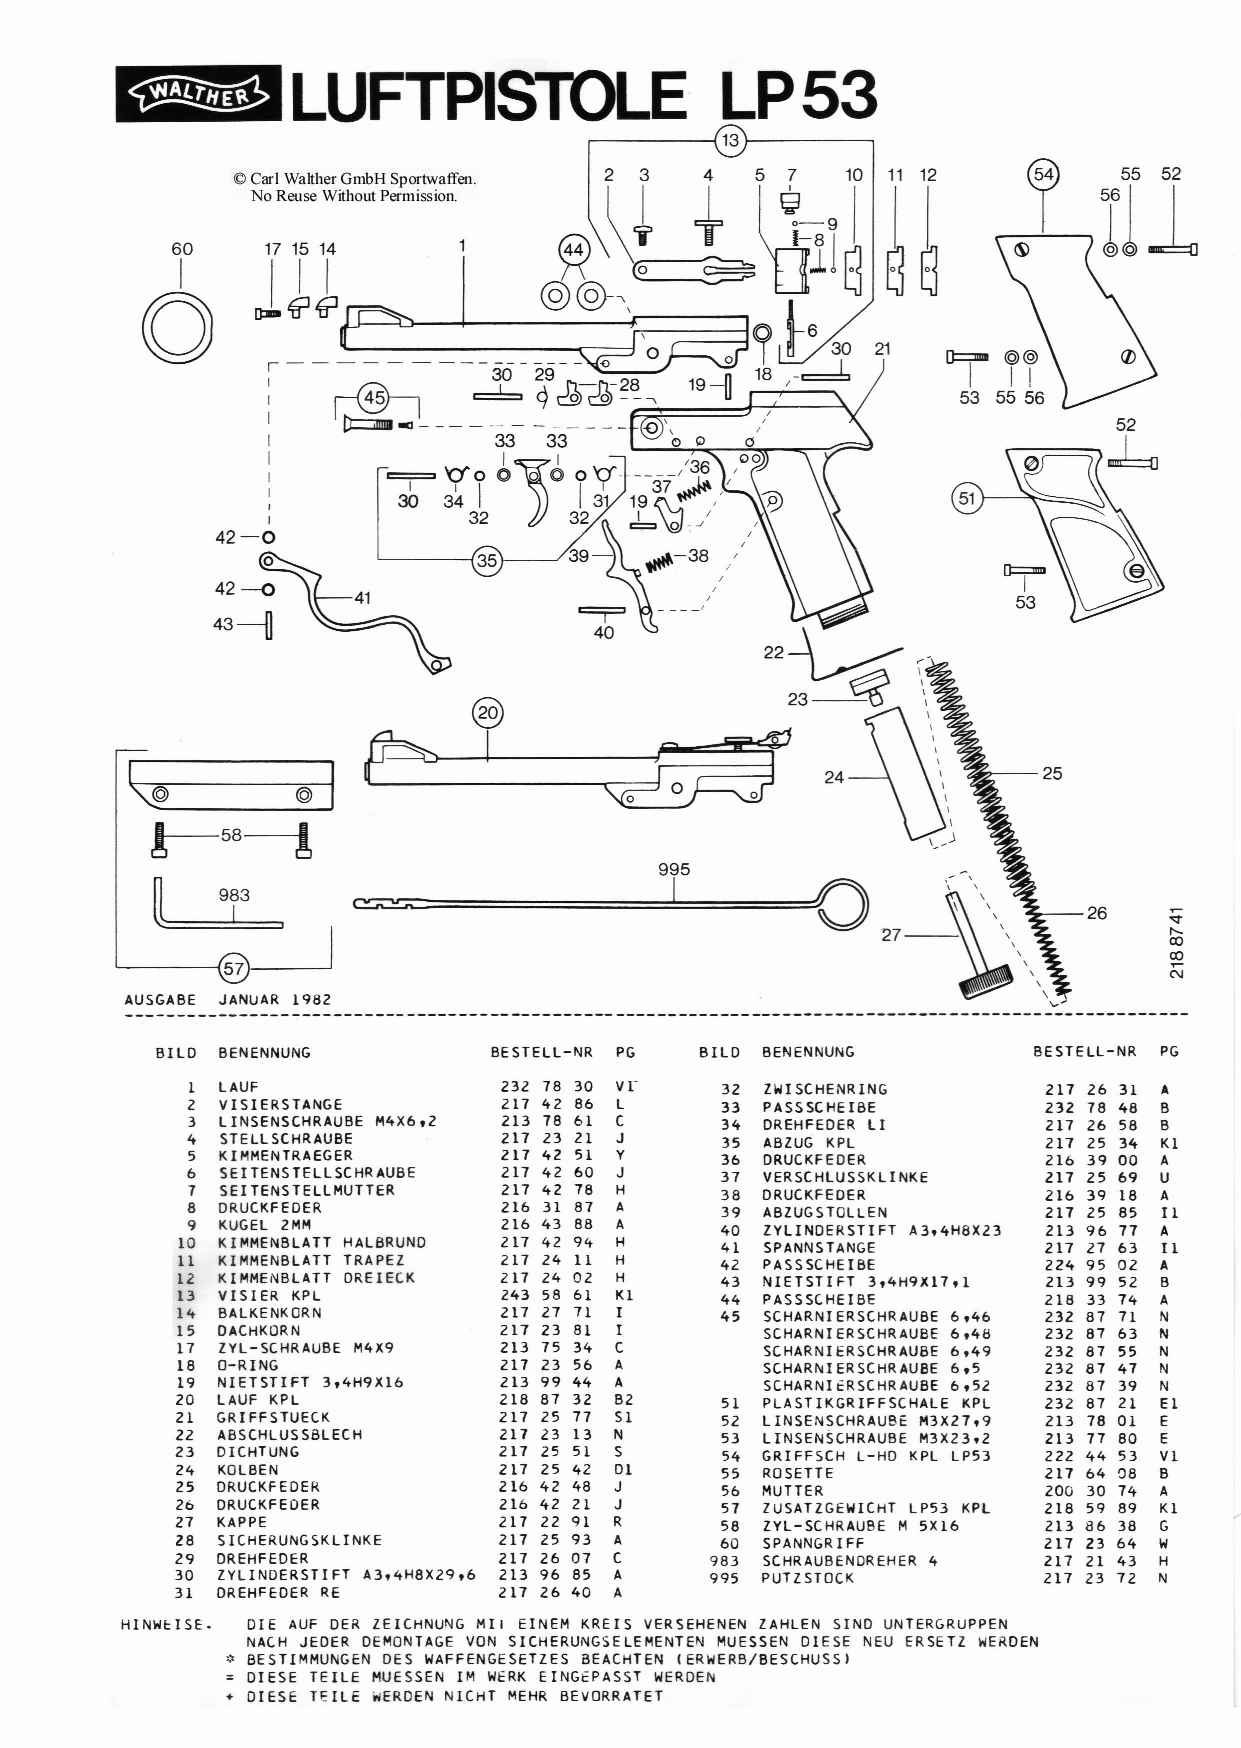 WALTHER LUFTPISTOLE LP53
© Carl Walther GmbH Sportwaffen.
No Reuse Without Permission.
13
2 3 4 5 7 10 11 12 54 55 52
56
9
8
60 17 15 14 1 44
6
30 21
18
30 29 28 19
45
53 55 56
52
33 33
36
37
51
30 34 31 19
32 32
42
35 39 38
42
41
53
43
40
22
23
20
24 25
58
995
983
26
27
57
218 87 41
AUSGABE JANUAR 1982
BILD BENENNUNG BESTELL-NR PG
1 LAUF 232 78 30 V1
2 VISIERSTANGE 217 42 86 L
3 LINSENSCHRAUBE M4X6,2 213 78 61 C
4 STELLSCHRAUBE 217 23 21 J
5 KIMMENTRAEGER 217 42 51 Y
6 SEITENSTELLSCHRAUBE 217 42 60 J
7 SEITENSTELLMUTTER 217 42 78 H
8 DRUCKFEDER 216 31 87 A
9 KUGEL 2MM 216 43 88 A
10 KIMMENBLATT HALBRUND 217 42 94 H
11 KIMMENBLATT TRAPEZ 217 24 11 H
12 KIMMENBLATT DREIECK 217 24 02 H
13 VISIER KPL 243 58 61 K1
14 BALKENKORN 217 27 71 I
15 DACHKORN 217 23 81 I
17 ZYL-SCHRAUBE M4X9 213 75 34 C
18 O-RING 217 23 56 A
19 NIETSTIFT 3,4H9X16 213 99 44 A
20 LAUF KPL 218 87 32 B2
21 GRIFFSTUECK 217 25 77 S1
22 ABSCHLUSSBLECH 217 23 13 N
23 DICHTUNG 217 25 51 S
24 KOLBEN 217 25 42 D1
25 DRUCKFEDER 216 42 48 J
26 DRUCKFEDER 216 42 21 J
27 KAPPE 217 22 91 R
28 SICHERUNGSKLINKE 217 25 93 A
29 DREHFEDER 217 26 07 C
30 ZYLINDERSTIFT A3,4H8X29,6 213 96 85 A
31 DREHFEDER RE 217 26 40 A
BILD BENENNUNG BESTELL-NR PG
32 ZWISCHENRING 217 26 31 A
33 PASSSCHEIBE 232 78 48 B
34 DREHFEDER LI 217 26 58 B
35 ABZUG KPL 217 25 34 K1
36 DRUCKFEDER 216 39 00 A
37 VERSCHLUSSKLINKE 217 25 69 U
38 DRUCKFEDER 216 39 18 A
39 ABZUGSTOLLEN 217 25 85 I1
40 ZYLINDERSTIFT A3,4H8X23 213 96 77 A
41 SPANNSTANGE 217 27 63 I1
42 PASSSCHEIBE 224 95 02 A
43 NIETSTIFT 3,4H9X17,1 213 99 52 B
44 PASSSCHEIBE 218 33 74 A
45 SCHARNIERSCHRAUBE 6,46 232 87 71 N
SCHARNIERSCHRAUBE 6,48 232 87 63 N
SCHARNIERSCHRAUBE 6,49 232 87 55 N
SCHARNIERSCHRAUBE 6,5 232 87 47 N
SCHARNIERSCHRAUBE 6,52 232 87 39 N
51 PLASTIKGRIFFSCHALE KPL 232 87 21 E1
52 LINSENSCHRAUBE M3X27,9 213 78 01 E
53 LINSENSCHRAUBE M3X23,2 213 77 80 E
54 GRIFFSCH L-HD KPL LP53 222 44 53 V1
55 ROSETTE 217 64 08 B
56 MUTTER 200 30 74 A
57 ZUSATZGEWICHT LP53 KPL 218 59 89 K1
58 ZYL-SCHRAUBE M 5X16 213 86 38 G
60 SPANNGRIFF 217 23 64 W
983 SCHRAUBENDREHER 4 217 21 43 H
995 PUTZSTOCK 217 23 72 N
HINWEISE. DIE AUF DER ZEICHNUNG MIT EINEM KREIS VERSEHENEN ZAHLEN SIND UNTERGRUPPEN
NACH JEDER DEMONTAGE VON SICHERUNGSELEMENTEN MUESSEN DIESE NEU ERSETZ WERDEN
* BESTIMMUNGEN DES WAFFENGESETZES BEACHTEN (ERWERB/BESCHUSS)
= DIESE TEILE MUESSEN IM WERK EINGEPASST WERDEN
+ DIESE TEILE WERDEN NICHT MEHR BEVORRATET